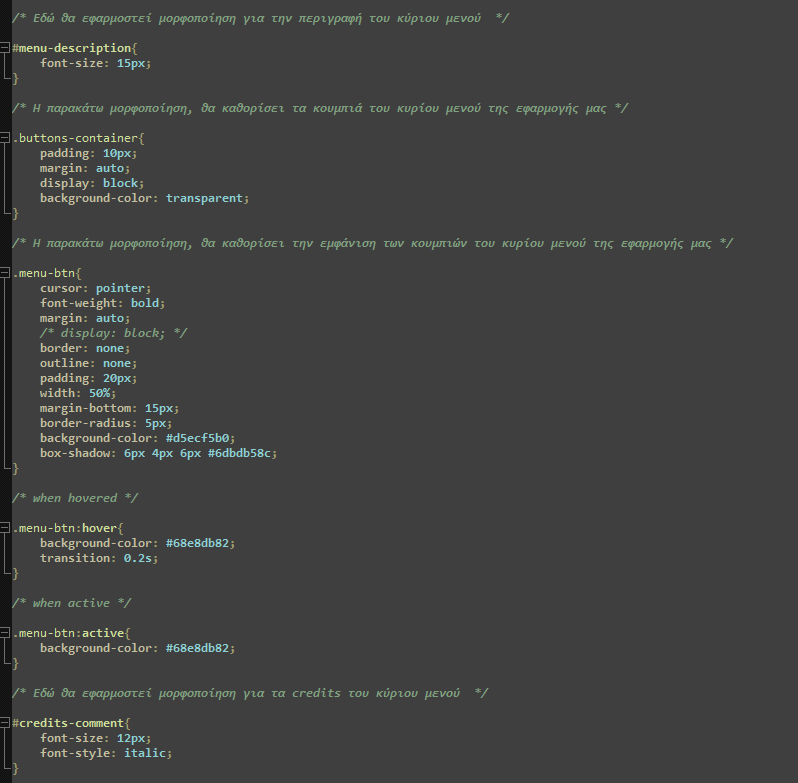 /* Εδώ θα εφαρμοστεί μορφοποίηση για την περιγραφή του κύριου μενού  */
#menu-description{
    font-size: 15px;
}
/* Η παρακάτω μορφοποίηση, θα καθορίσει τα κουμπιά του κυρίου μενού της εφαρμογής μας */
.buttons-container{
    padding: 10px;
    margin: auto;
    display: block;
    background-color: transparent;
}
/* Η παρακάτω μορφοποίηση, θα καθορίσει την εμφάνιση των κουμπιών του κυρίου μενού της εφαρμογής μας */
.menu-btn{
    cursor: pointer;
    font-weight: bold;
    margin: auto;
    /* display: block; */
    border: none;
    outline: none;
    padding: 20px;
    width: 50%;
    margin-bottom: 15px;
    border-radius: 5px;
    background-color: #d5ecf5b0;
    box-shadow: 6px 4px 6px #6dbdb58c;
}
/* when hovered */
.menu-btn:hover{
    background-color: #68e8db82;
    transition: 0.2s;
}
/* when active */
.menu-btn:active{
    background-color: #68e8db82;
}
/* Εδώ θα εφαρμοστεί μορφοποίηση για τα credits του κύριου μενού  */
#credits-comment{
    font-size: 12px;
    font-style: italic;
}